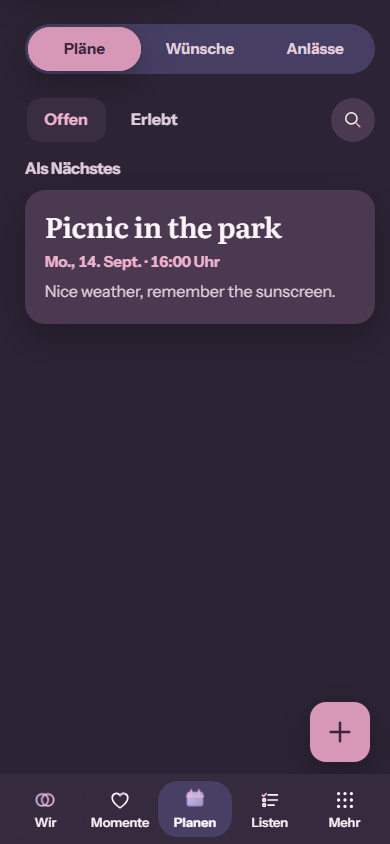 Pläne Wünsche Anlässe
Offen Erlebt
Als Nächstes
Picnic in the park
Mo., 14. Sept. · 16:00 Uhr
Nice weather, remember the sunscreen.
Wir Momente Planen Listen Mehr